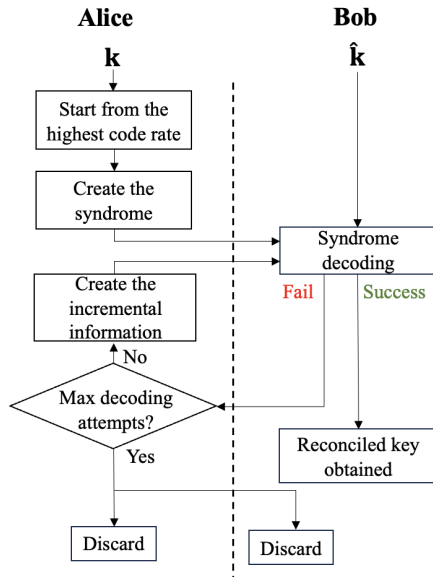 Alice
Bob
k
k̂
Start from the
highest code rate
Create the
syndrome
Syndrome
decoding
Create the
incremental
information
Fail
Success
No
Max decoding
attempts?
Yes
Reconciled key
obtained
Discard
Discard